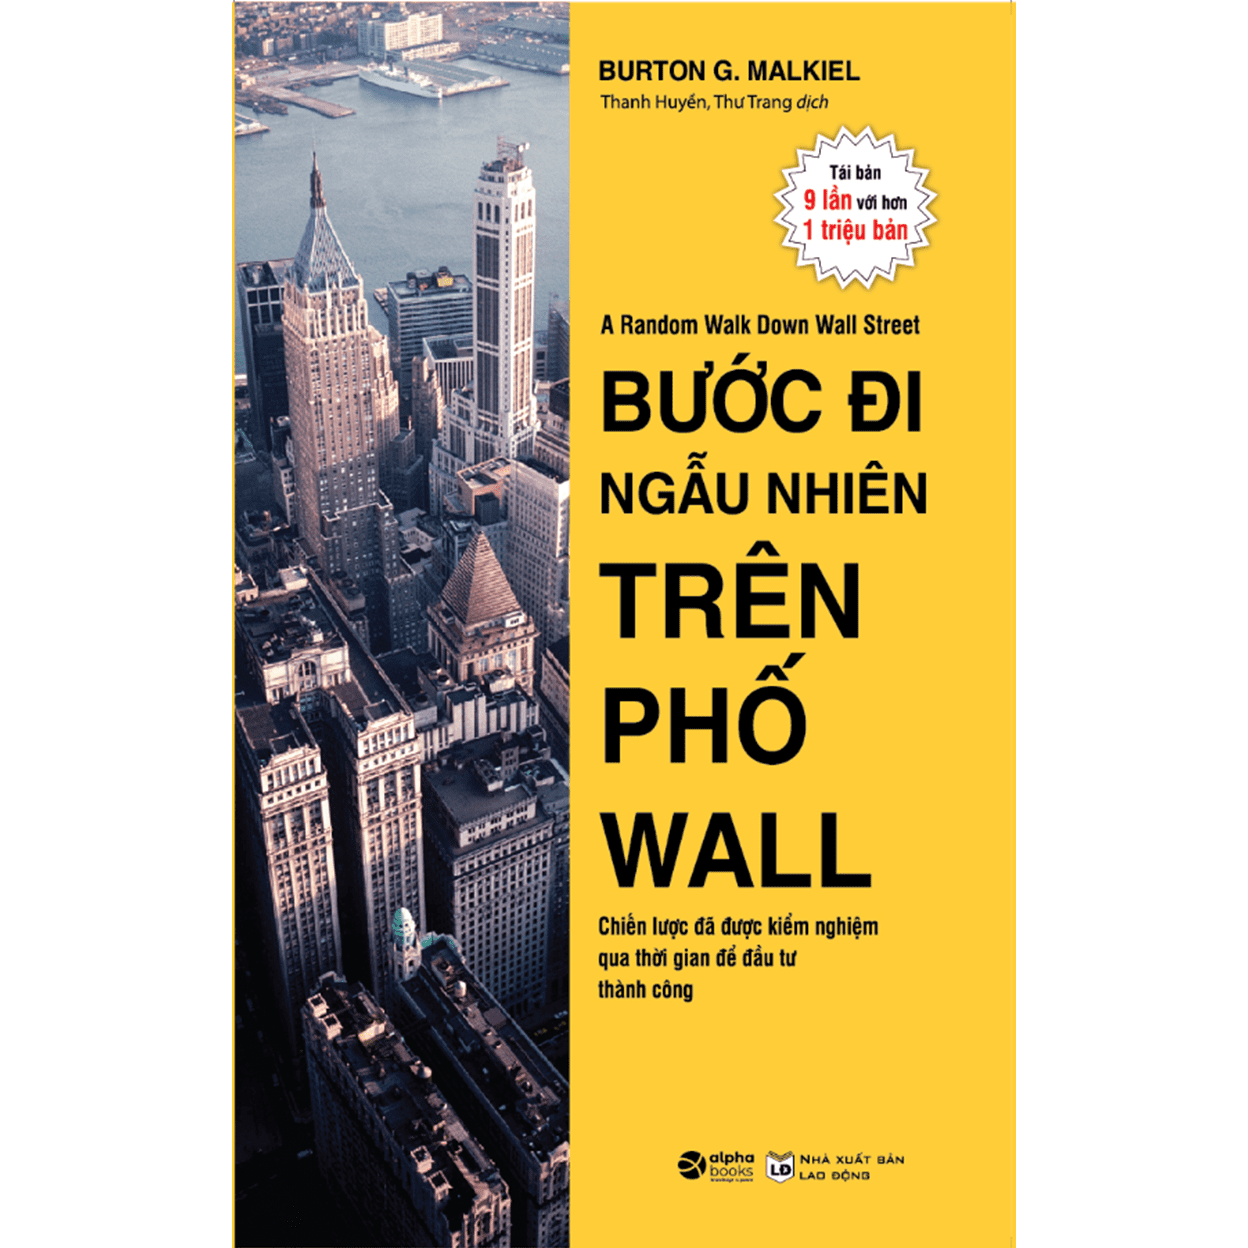 BURTON G. MALKIEL
Thanh Huyền, Thư Trang dịch
Tái bản
9 lần với hơn
1 triệu bản
A Random Walk Down Wall Street
BƯỚC ĐI
NGẪU NHIÊN
TRÊN
PHỐ
WALL
Chiến lược đã được kiểm nghiệm
qua thời gian để đầu tư
thành công
alpha
books
LĐ
NHÀ XUẤT BẢN
LAO ĐỘNG